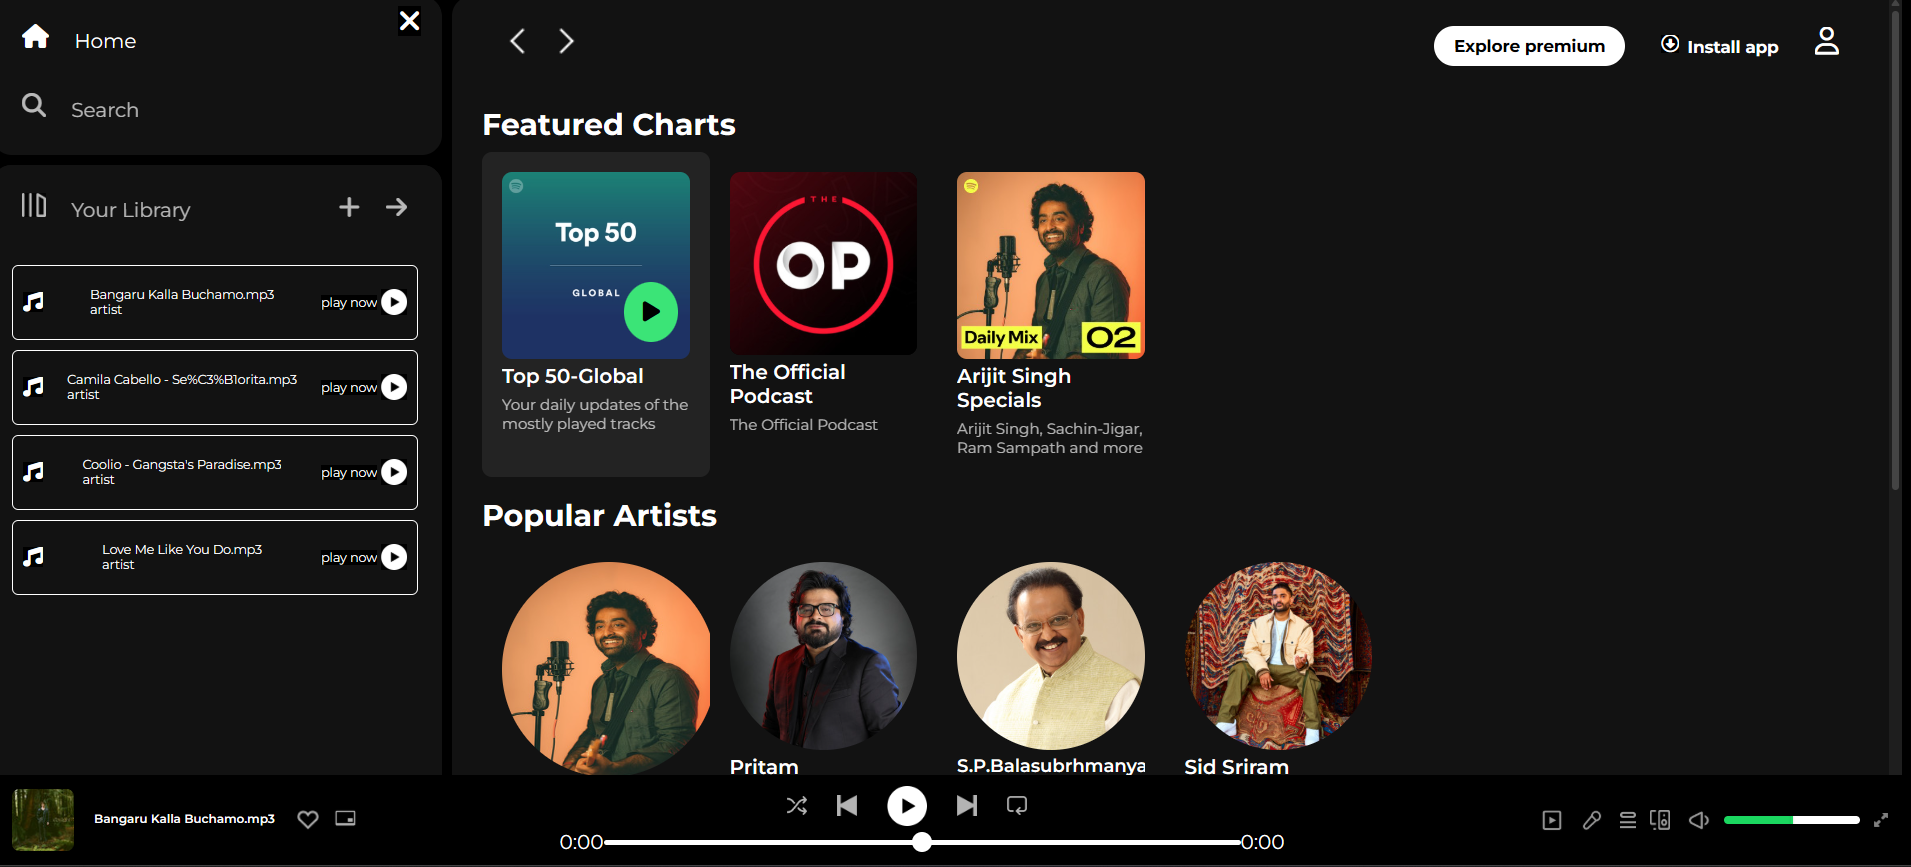 Home
Search
Your Library
Bangaru Kalla Buchamo.mp3
artist
play now
Camila Cabello - Se%C3%B1orita.mp3
artist
play now
Coolio - Gangsta's Paradise.mp3
artist
play now
Love Me Like You Do.mp3
artist
play now
Explore premium
Install app
Featured Charts
Top 50
GLOBAL
Top 50-Global
Your daily updates of the
mostly played tracks
THE
OP
The Official
Podcast
The Official Podcast
Daily Mix
02
Arijit Singh
Specials
Arijit Singh, Sachin-Jigar,
Ram Sampath and more
Popular Artists
Pritam
S.P.Balasubrhmanya
Sid Sriram
Bangaru Kalla Buchamo.mp3
0:00
0:00